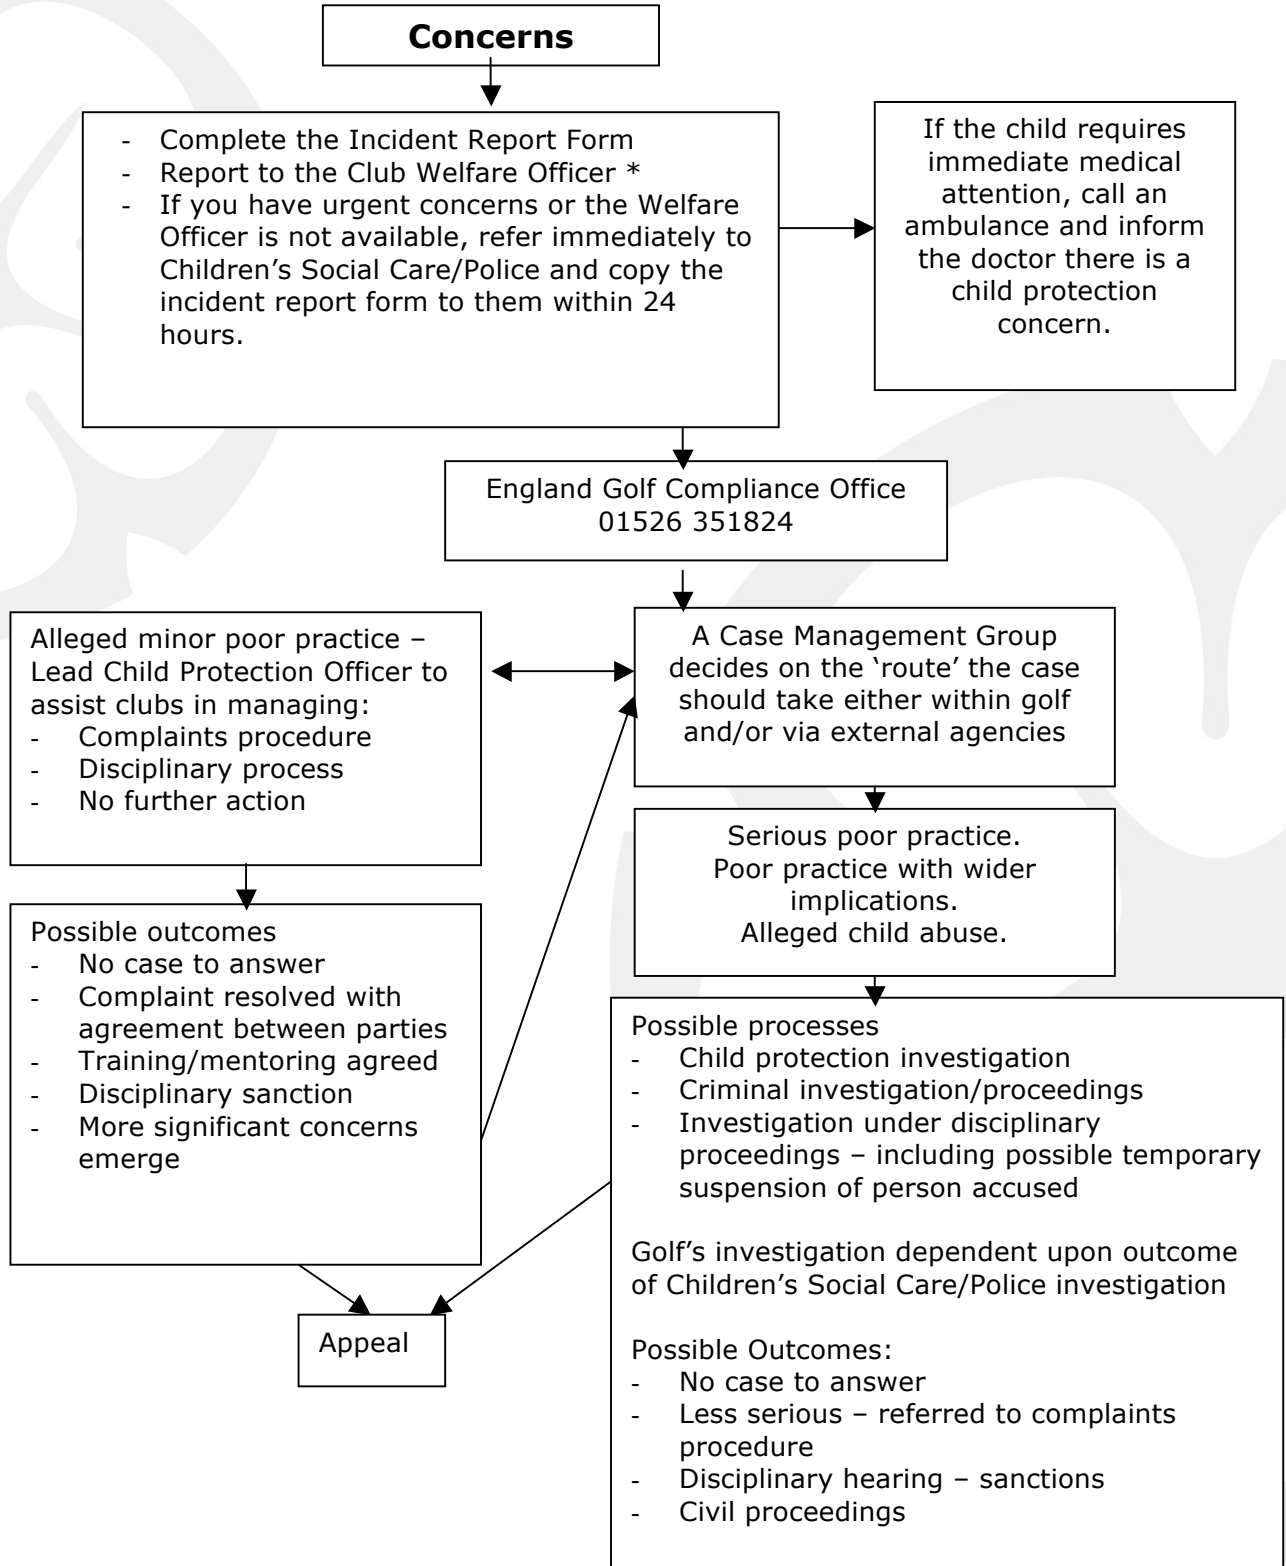 Concerns
- Complete the Incident Report Form
- Report to the Club Welfare Officer *
- If you have urgent concerns or the Welfare
Officer is not available, refer immediately to
Children’s Social Care/Police and copy the
incident report form to them within 24
hours.
If the child requires
immediate medical
attention, call an
ambulance and inform
the doctor there is a
child protection
concern.
England Golf Compliance Office
01526 351824
Alleged minor poor practice –
Lead Child Protection Officer to
assist clubs in managing:
- Complaints procedure
- Disciplinary process
- No further action
A Case Management Group
decides on the ‘route’ the case
should take either within golf
and/or via external agencies
Serious poor practice.
Poor practice with wider
implications.
Alleged child abuse.
Possible outcomes
- No case to answer
- Complaint resolved with
agreement between parties
- Training/mentoring agreed
- Disciplinary sanction
- More significant concerns
emerge
Possible processes
- Child protection investigation
- Criminal investigation/proceedings
- Investigation under disciplinary
proceedings – including possible temporary
suspension of person accused
Golf’s investigation dependent upon outcome
of Children’s Social Care/Police investigation
Possible Outcomes:
- No case to answer
- Less serious – referred to complaints
procedure
- Disciplinary hearing – sanctions
- Civil proceedings
Appeal